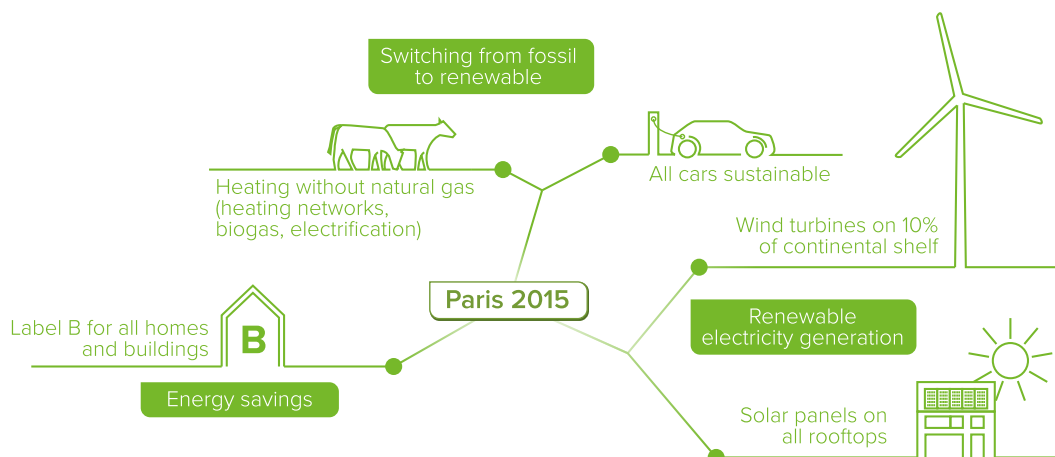 Switching from fossil
to renewable
Heating without natural gas
(heating networks,
biogas, electrification)
All cars sustainable
Wind turbines on 10%
of continental shelf
Paris 2015
Renewable
electricity generation
Label B for all homes
and buildings
B
Energy savings
Solar panels on
all rooftops